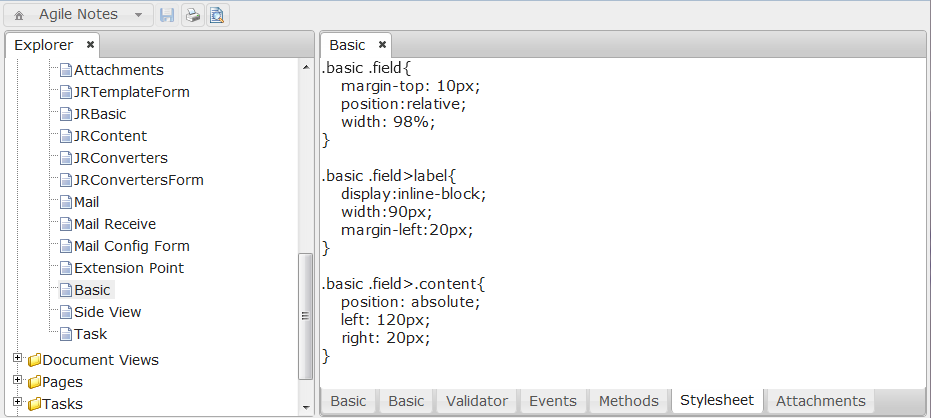 Agile Notes
Explorer
Attachments
JRTemplateForm
JRBasic
JRContent
JRConverters
JRConvertersForm
Mail
Mail Receive
Mail Config Form
Extension Point
Basic
Side View
Task
Document Views
Pages
Tasks
Basic
.basic .field{
margin-top: 10px;
position:relative;
width: 98%;
}
.basic .field>label{
display:inline-block;
width:90px;
margin-left:20px;
}
.basic .field>.content{
position: absolute;
left: 120px;
right: 20px;
}
Basic Basic Validator Events Methods Stylesheet Attachments